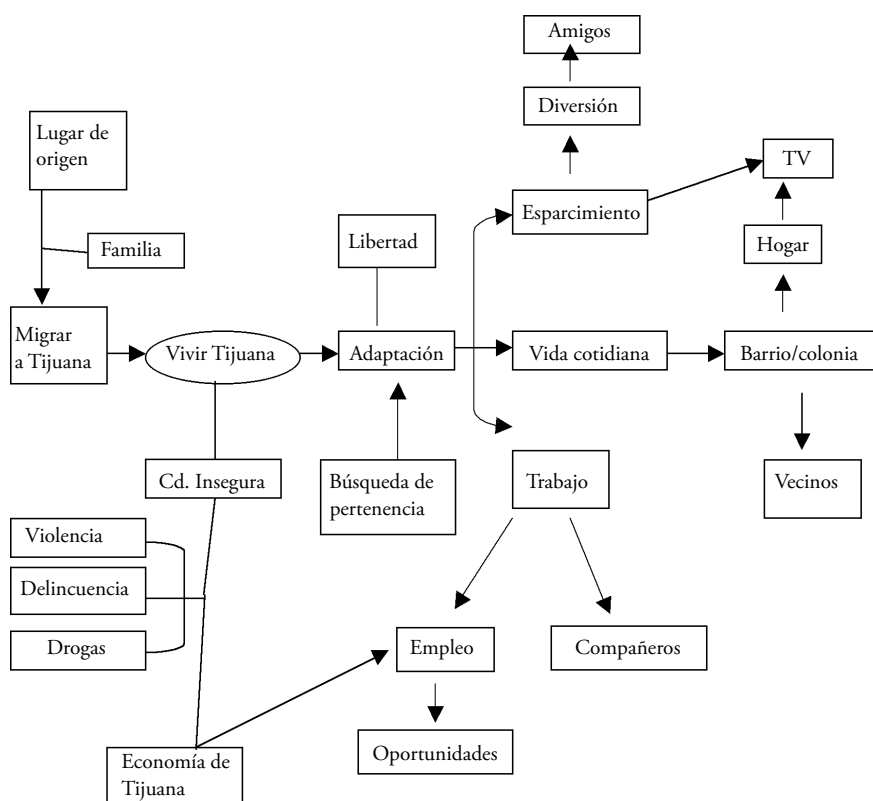 Amigos
Diversión
Lugar de
origen
TV
Esparcimiento
Libertad
Familia
Hogar
Migrar
a Tijuana
Vivir Tijuana
Adaptación
Vida cotidiana
Barrio/colonia
Cd. Insegura
Búsqueda de
pertenencia
Trabajo
Vecinos
Violencia
Delincuencia
Drogas
Empleo
Compañeros
Economía de
Tijuana
Oportunidades